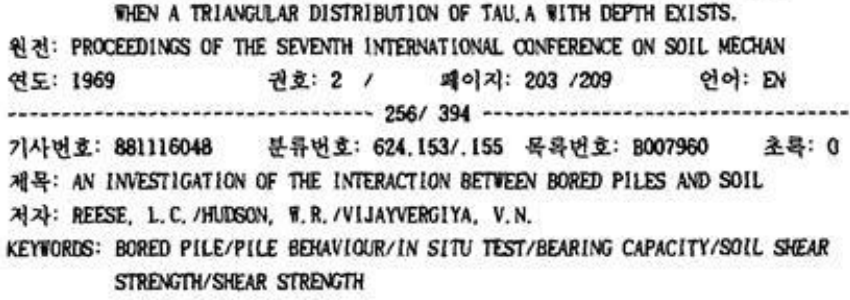 WHEN A TRIANGULAR DISTRIBUTION OF TAU.A WITH DEPTH EXISTS.
원전: PROCEEDINGS OF THE SEVENTH INTERNATIONAL CONFERENCE ON SOIL MECHAN
연도: 1969 권호: 2 / 페이지: 203 /209 언어: EN
---------------------------------- 256/ 394 ----------------------------------
기사번호: 881116048 분류번호: 624.153/.155 목록번호: B007960 초록: 0
제목: AN INVESTIGATION OF THE INTERACTION BETWEEN BORED PILES AND SOIL
저자: REESE, L.C./HUDSON, W.R./VIJAYVERGIYA, V.N.
KEYWORDS: BORED PILE/PILE BEHAVIOUR/IN SITU TEST/BEARING CAPACITY/SOIL SHEAR
STRENGTH/SHEAR STRENGTH